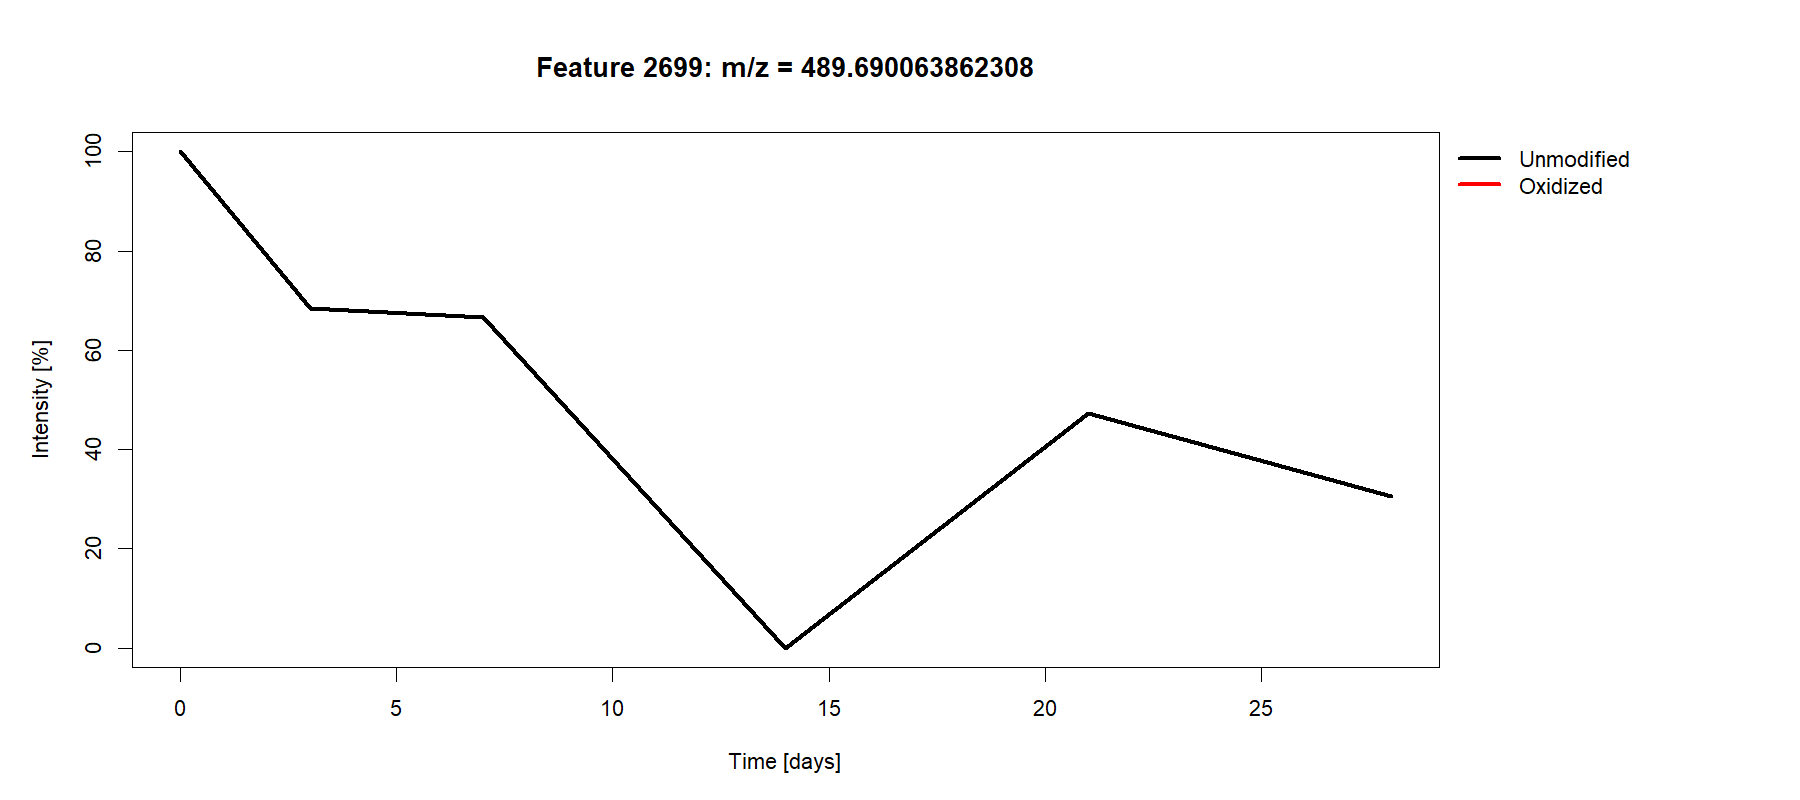 Feature 2699: m/z = 489.690063862308
Unmodified
Oxidized
Intensity [%]
100
80
60
40
20
0
0 5 10 15 20 25
Time [days]